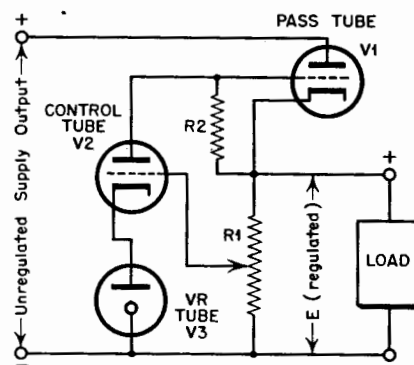 PASS TUBE
V1
+
Unregulated Supply Output
CONTROL
TUBE
V2
R2
R1
E (regulated)
+
LOAD
VR
TUBE
V3
−